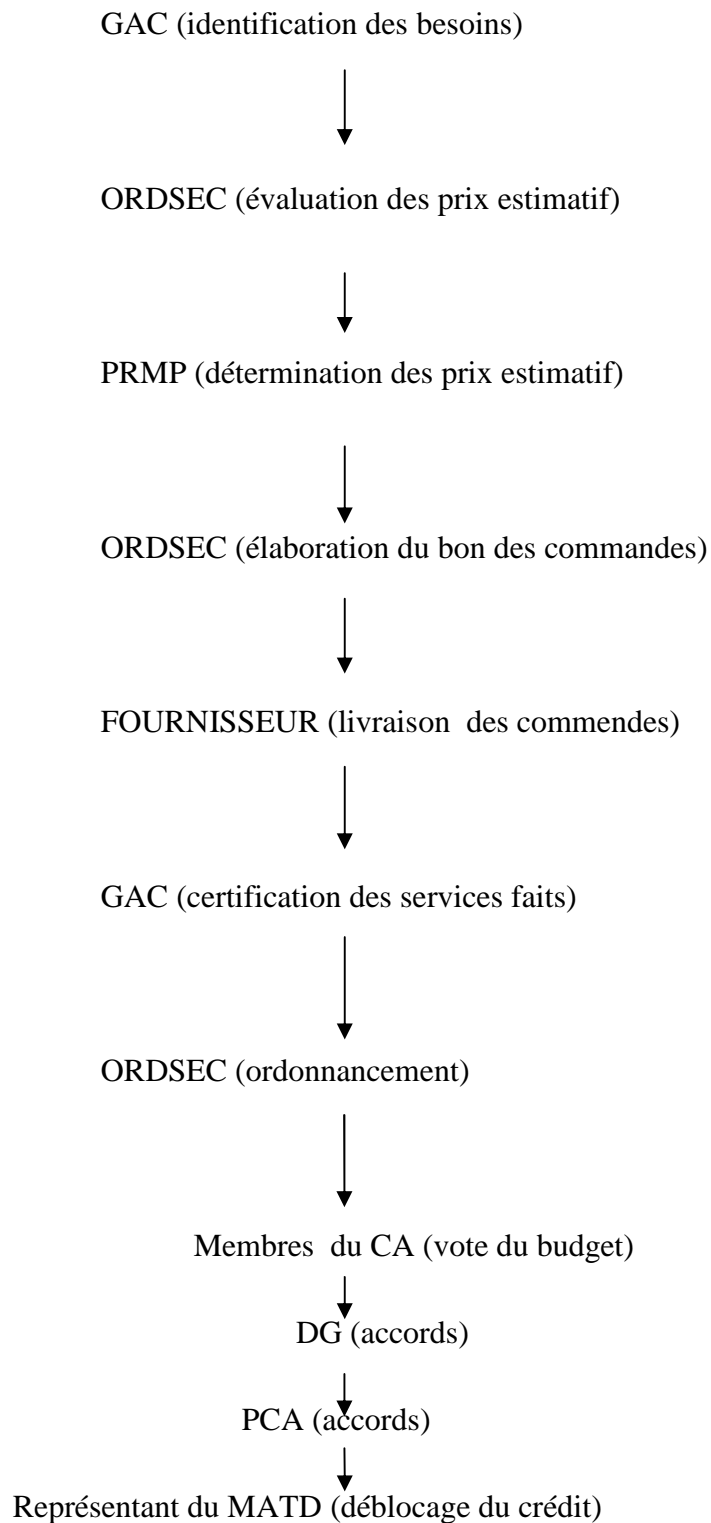 GAC (identification des besoins)
ORDSEC (évaluation des prix estimatif)
PRMP (détermination des prix estimatif)
ORDSEC (élaboration du bon des commandes)
FOURNISSEUR (livraison des commendes)
GAC (certification des services faits)
ORDSEC (ordonnancement)
Membres du CA (vote du budget)
DG (accords)
PCA (accords)
Représentant du MATD (déblocage du crédit)